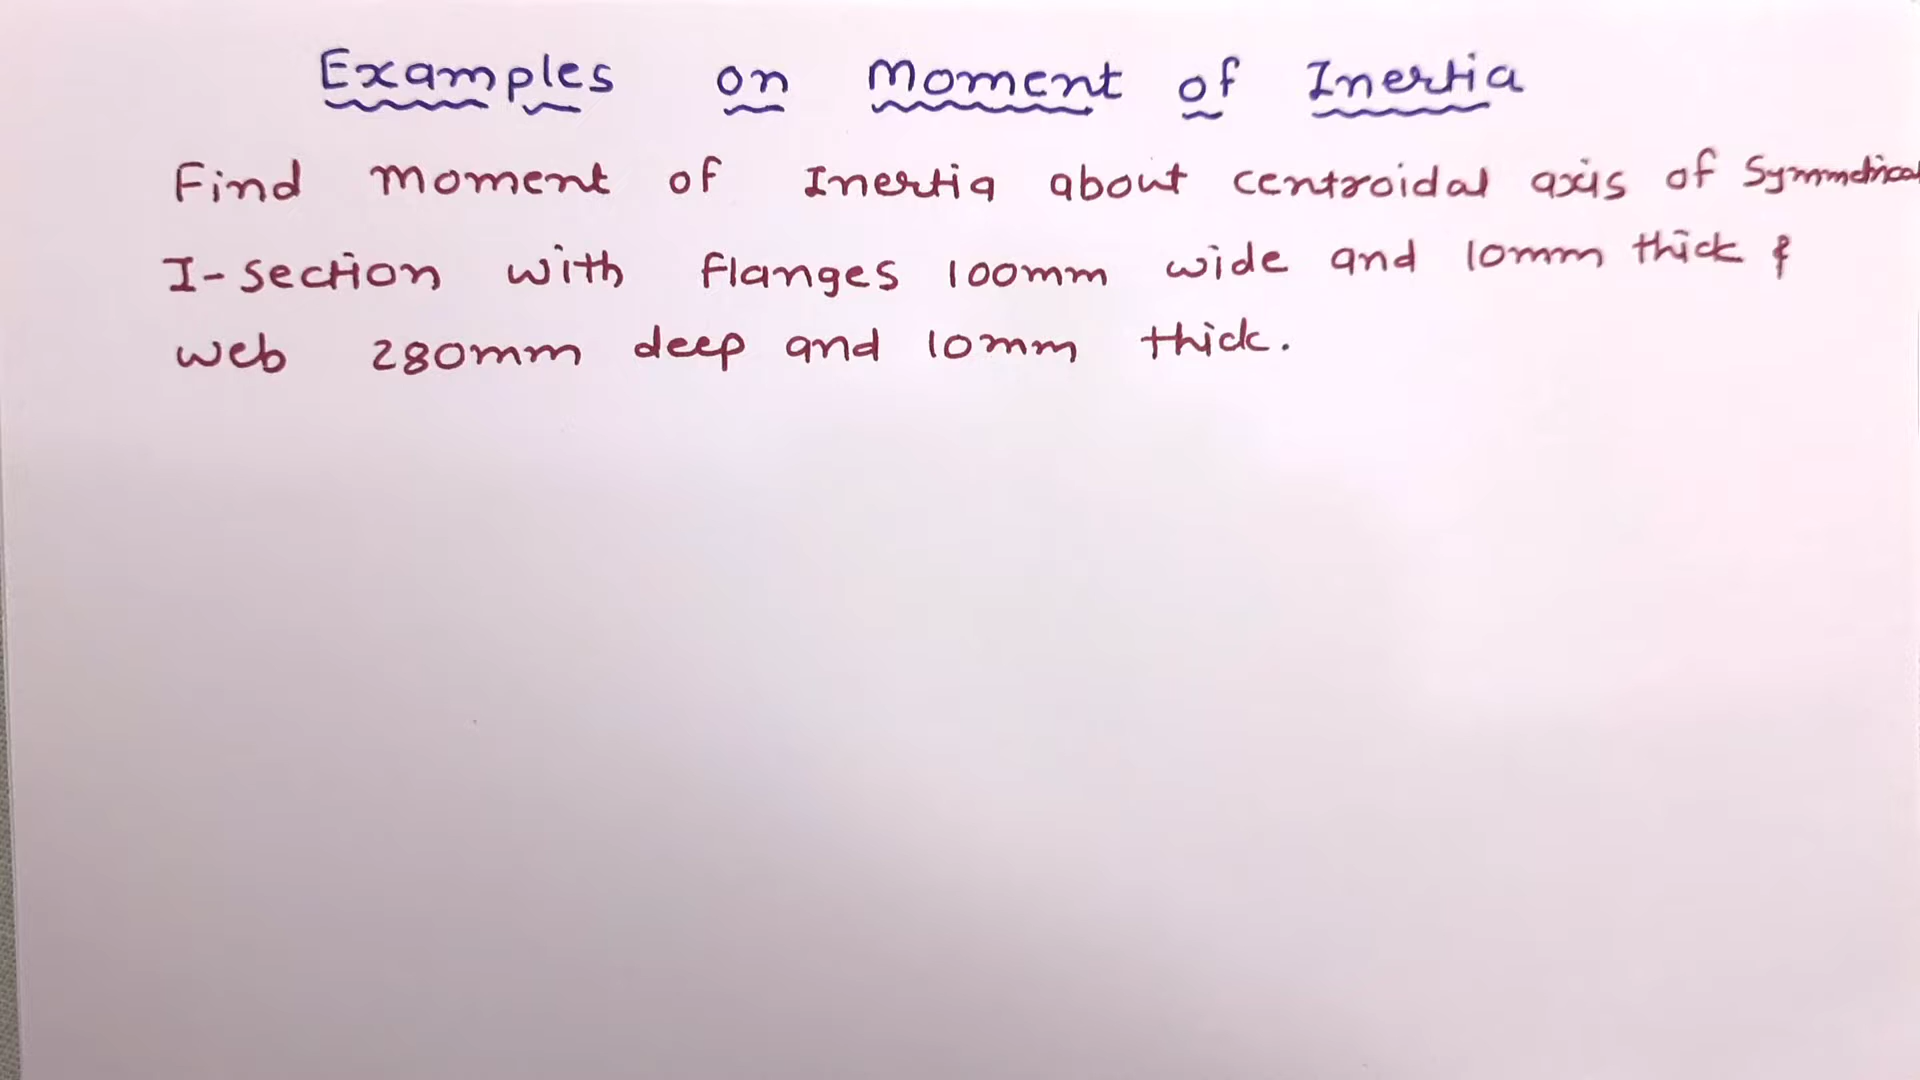 Examples on Moment of Inertia
Find moment of Inertia about centroidal axis of Symmetrical
I-section with flanges 100mm wide and 10mm thick &
web 280mm deep and 10mm thick.